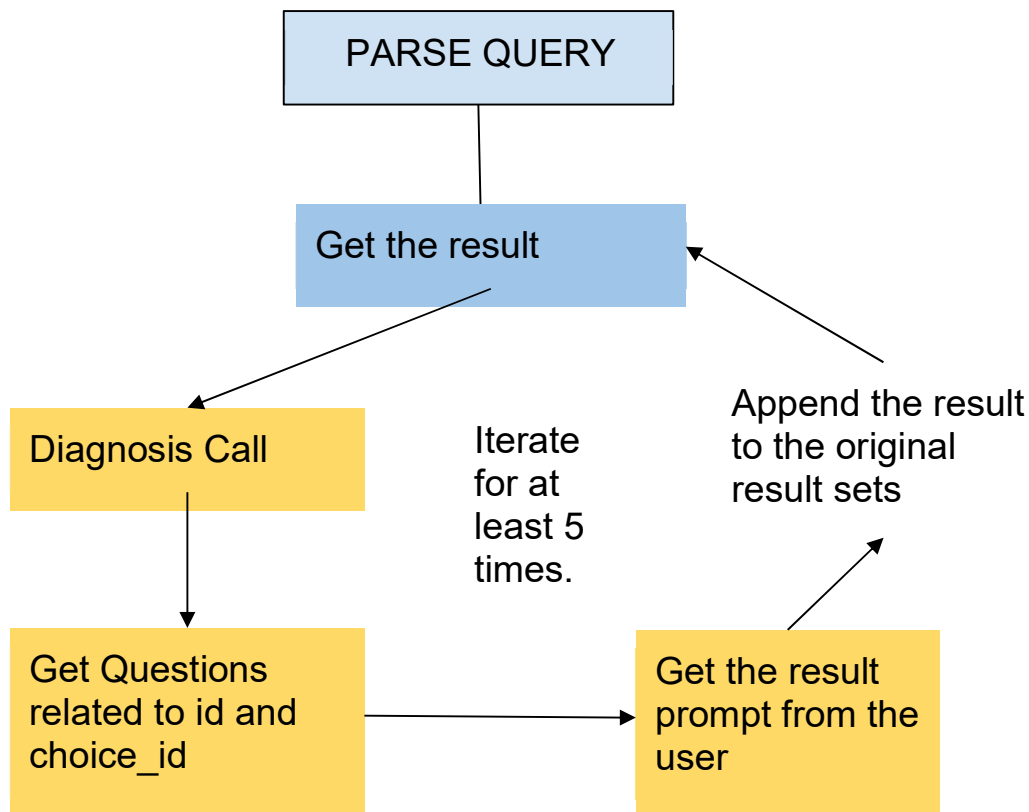 PARSE QUERY
Get the result
Diagnosis Call
Iterate
for at
least 5
times.
Append the result
to the original
result sets
Get Questions
related to id and
choice_id
Get the result
prompt from the
user